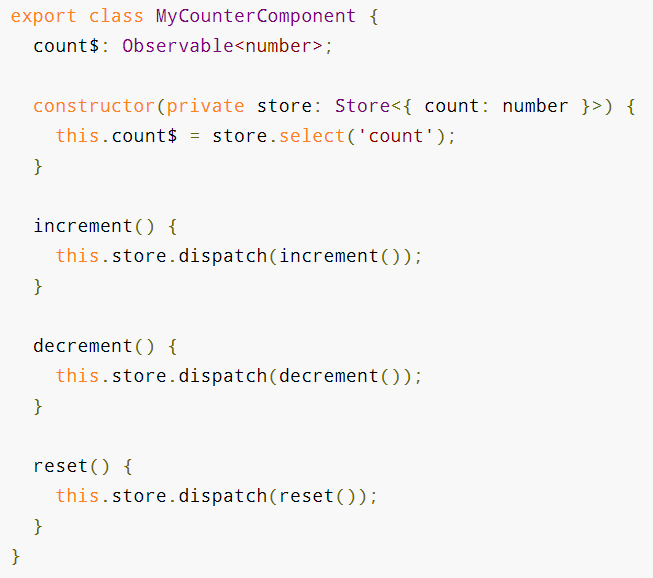 export class MyCounterComponent {
  count$: Observable<number>;

  constructor(private store: Store<{ count: number }>) {
    this.count$ = store.select('count');
  }

  increment() {
    this.store.dispatch(increment());
  }

  decrement() {
    this.store.dispatch(decrement());
  }

  reset() {
    this.store.dispatch(reset());
  }
}